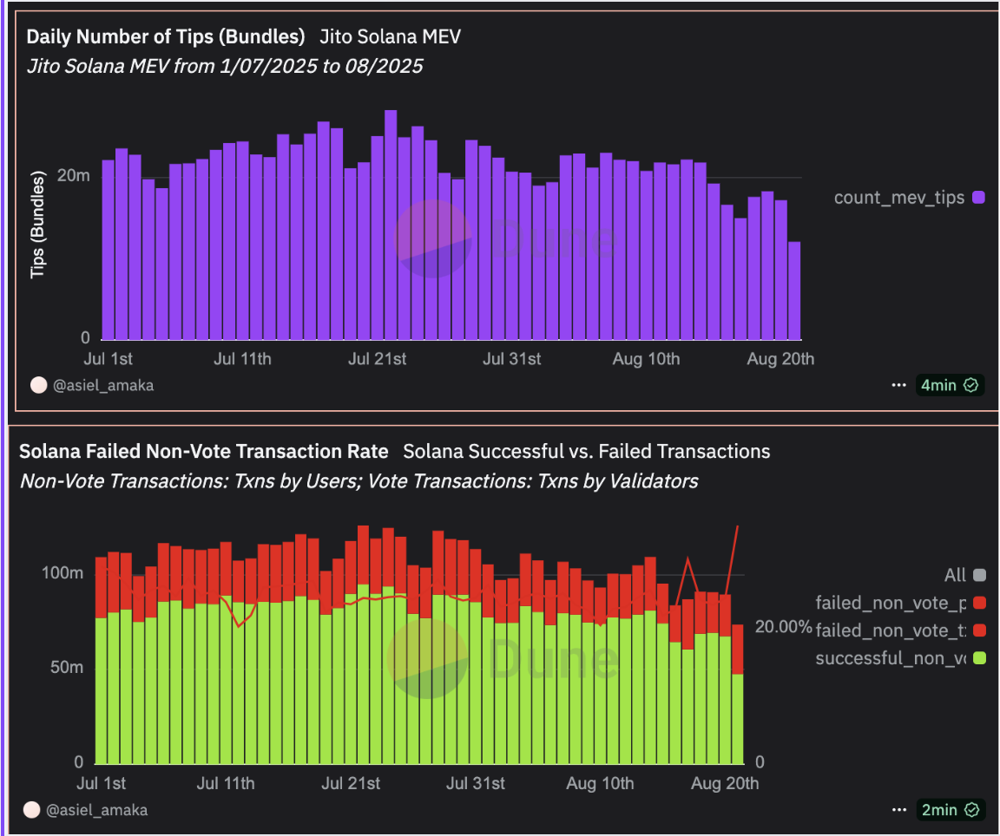 Daily Number of Tips (Bundles) Jito Solana MEV
Jito Solana MEV from 1/07/2025 to 08/2025
Tips (Bundles)
20m
0
Dune
count_mev_tips
Jul 1st Jul 11th Jul 21st Jul 31st Aug 10th Aug 20th
@asiel_amaka
4min
Solana Failed Non-Vote Transaction Rate Solana Successful vs. Failed Transactions
Non-Vote Transactions: Txns by Users; Vote Transactions: Txns by Validators
100m
50m
0
Dune
20.00%
0
All
failed_non_vote_p
failed_non_vote_t
successful_non_v
Jul 1st Jul 11th Jul 21st Jul 31st Aug 10th Aug 20th
@asiel_amaka
2min